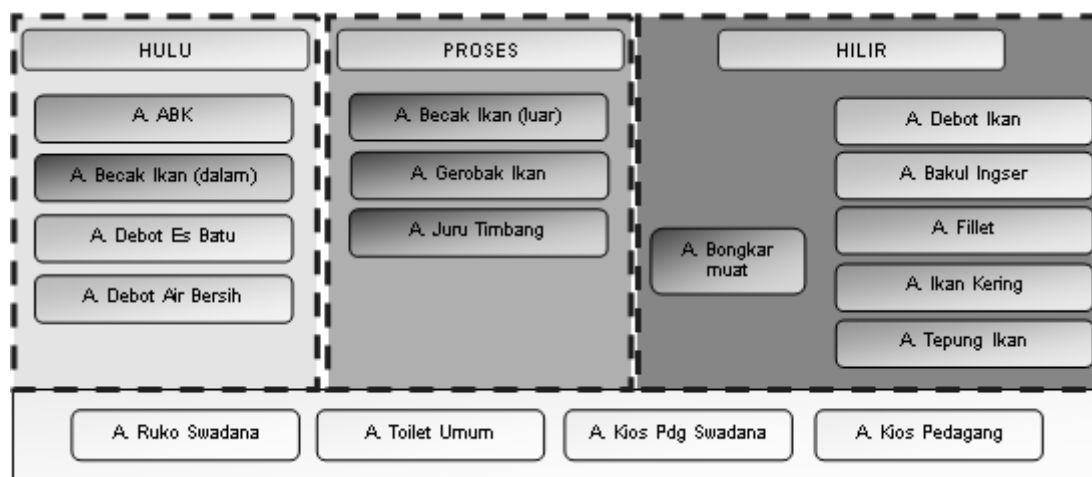 HULU
A. ABK
A. Becak Ikan (dalam)
A. Debot Es Batu
A. Debot Air Bersih
PROSES
A. Becak Ikan (luar)
A. Gerobak Ikan
A. Juru Timbang
HILIR
A. Bongkar
muat
A. Debot Ikan
A. Bakul Ingser
A. Fillet
A. Ikan Kering
A. Tepung Ikan
A. Ruko Swadana
A. Toilet Umum
A. Kios Pdg Swadana
A. Kios Pedagang